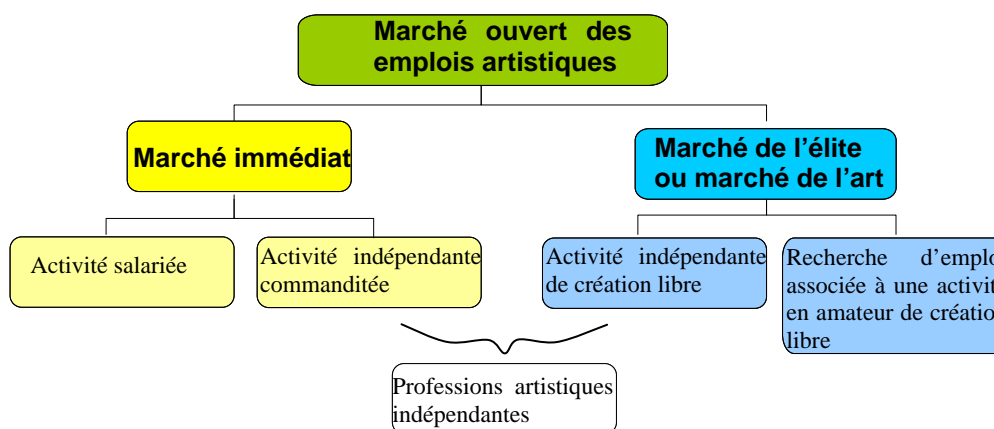 Marché ouvert des
emplois artistiques
Marché immédiat
Marché de l’élite
ou marché de l’art
Activité salariée
Activité indépendante
commanditée
Activité indépendante
de création libre
Recherche d’emplo
associée à une activit
en amateur de créatio
libre
Professions artistiques
indépendantes